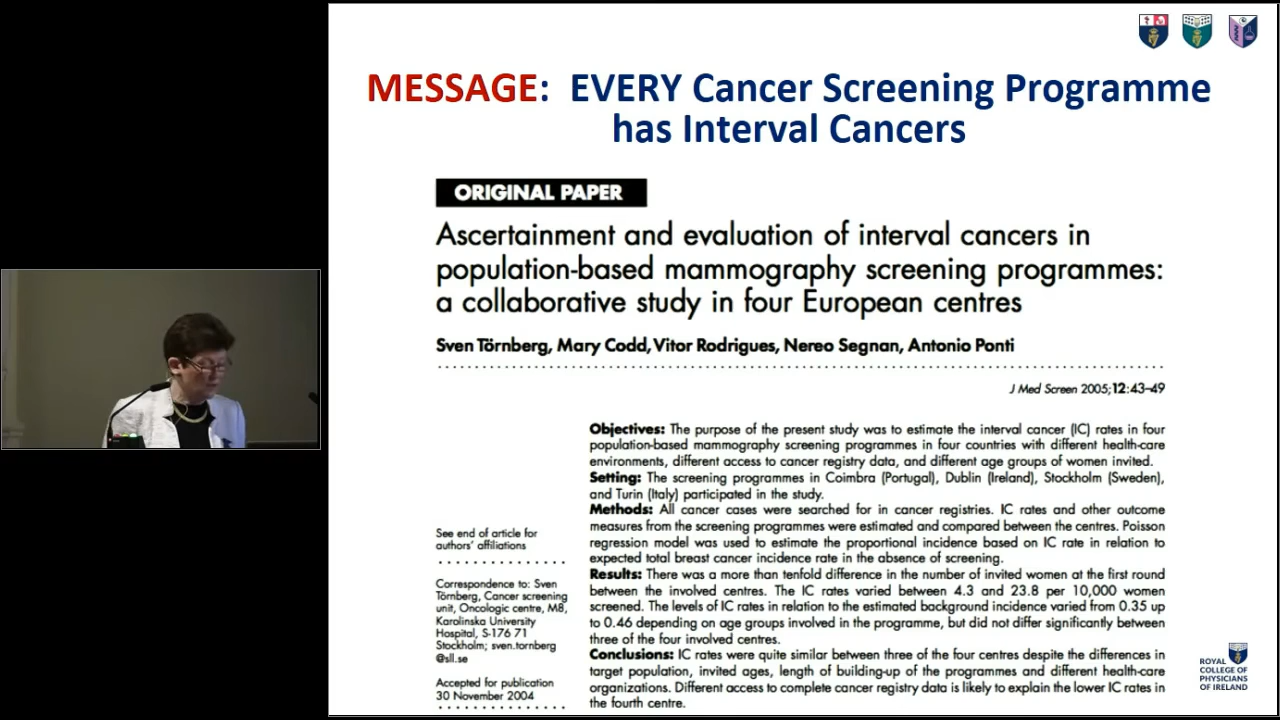 MESSAGE: EVERY Cancer Screening Programme
has Interval Cancers
ORIGINAL PAPER
Ascertainment and evaluation of interval cancers in
population-based mammography screening programmes:
a collaborative study in four European centres
Sven Törnberg, Mary Codd, Vitor Rodrigues, Nereo Segnan, Antonio Ponti
J Med Screen 2005;12:43–49
See end of article for
authors' affiliations
Correspondence to: Sven
Törnberg, Cancer screening
unit, Oncologic centre, M8,
Karolinska University
Hospital, S-176 71
Stockholm; sven.tornberg
@sll.se
Accepted for publication
30 November 2004
Objectives: The purpose of the present study was to estimate the interval cancer (IC) rates in four
population-based mammography screening programmes in four countries with different health-care
environments, different access to cancer registry data, and different age groups of women invited.
Setting: The screening programmes in Coimbra (Portugal), Dublin (Ireland), Stockholm (Sweden),
and Turin (Italy) participated in the study.
Methods: All cancer cases were searched for in cancer registries. IC rates and other outcome
measures from the screening programmes were estimated and compared between the centres. Poisson
regression model was used to estimate the proportional incidence based on IC rate in relation to
expected total breast cancer incidence rate in the absence of screening.
Results: There was a more than tenfold difference in the number of invited women at the first round
between the involved centres. The IC rates varied between 4.3 and 23.8 per 10,000 women
screened. The levels of IC rates in relation to the estimated background incidence varied from 0.35 up
to 0.46 depending on age groups involved in the programme, but did not differ significantly between
three of the four involved centres.
Conclusions: IC rates were quite similar between three of the four centres despite the differences in
target population, invited ages, length of building-up of the programmes and different health-care
organizations. Different access to complete cancer registry data is likely to explain the lower IC rates in
the fourth centre.
ROYAL
COLLEGE OF
PHYSICIANS
OF IRELAND